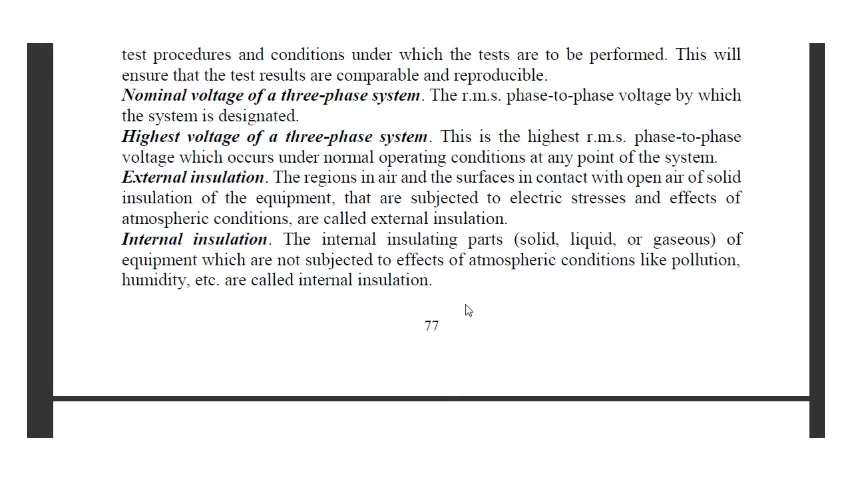 test procedures and conditions under which the tests are to be performed. This will
ensure that the test results are comparable and reproducible.
Nominal voltage of a three-phase system. The r.m.s. phase-to-phase voltage by which
the system is designated.
Highest voltage of a three-phase system. This is the highest r.m.s. phase-to-phase
voltage which occurs under normal operating conditions at any point of the system.
External insulation. The regions in air and the surfaces in contact with open air of solid
insulation of the equipment, that are subjected to electric stresses and effects of
atmospheric conditions, are called external insulation.
Internal insulation. The internal insulating parts (solid, liquid, or gaseous) of
equipment which are not subjected to effects of atmospheric conditions like pollution,
humidity, etc. are called internal insulation.
77